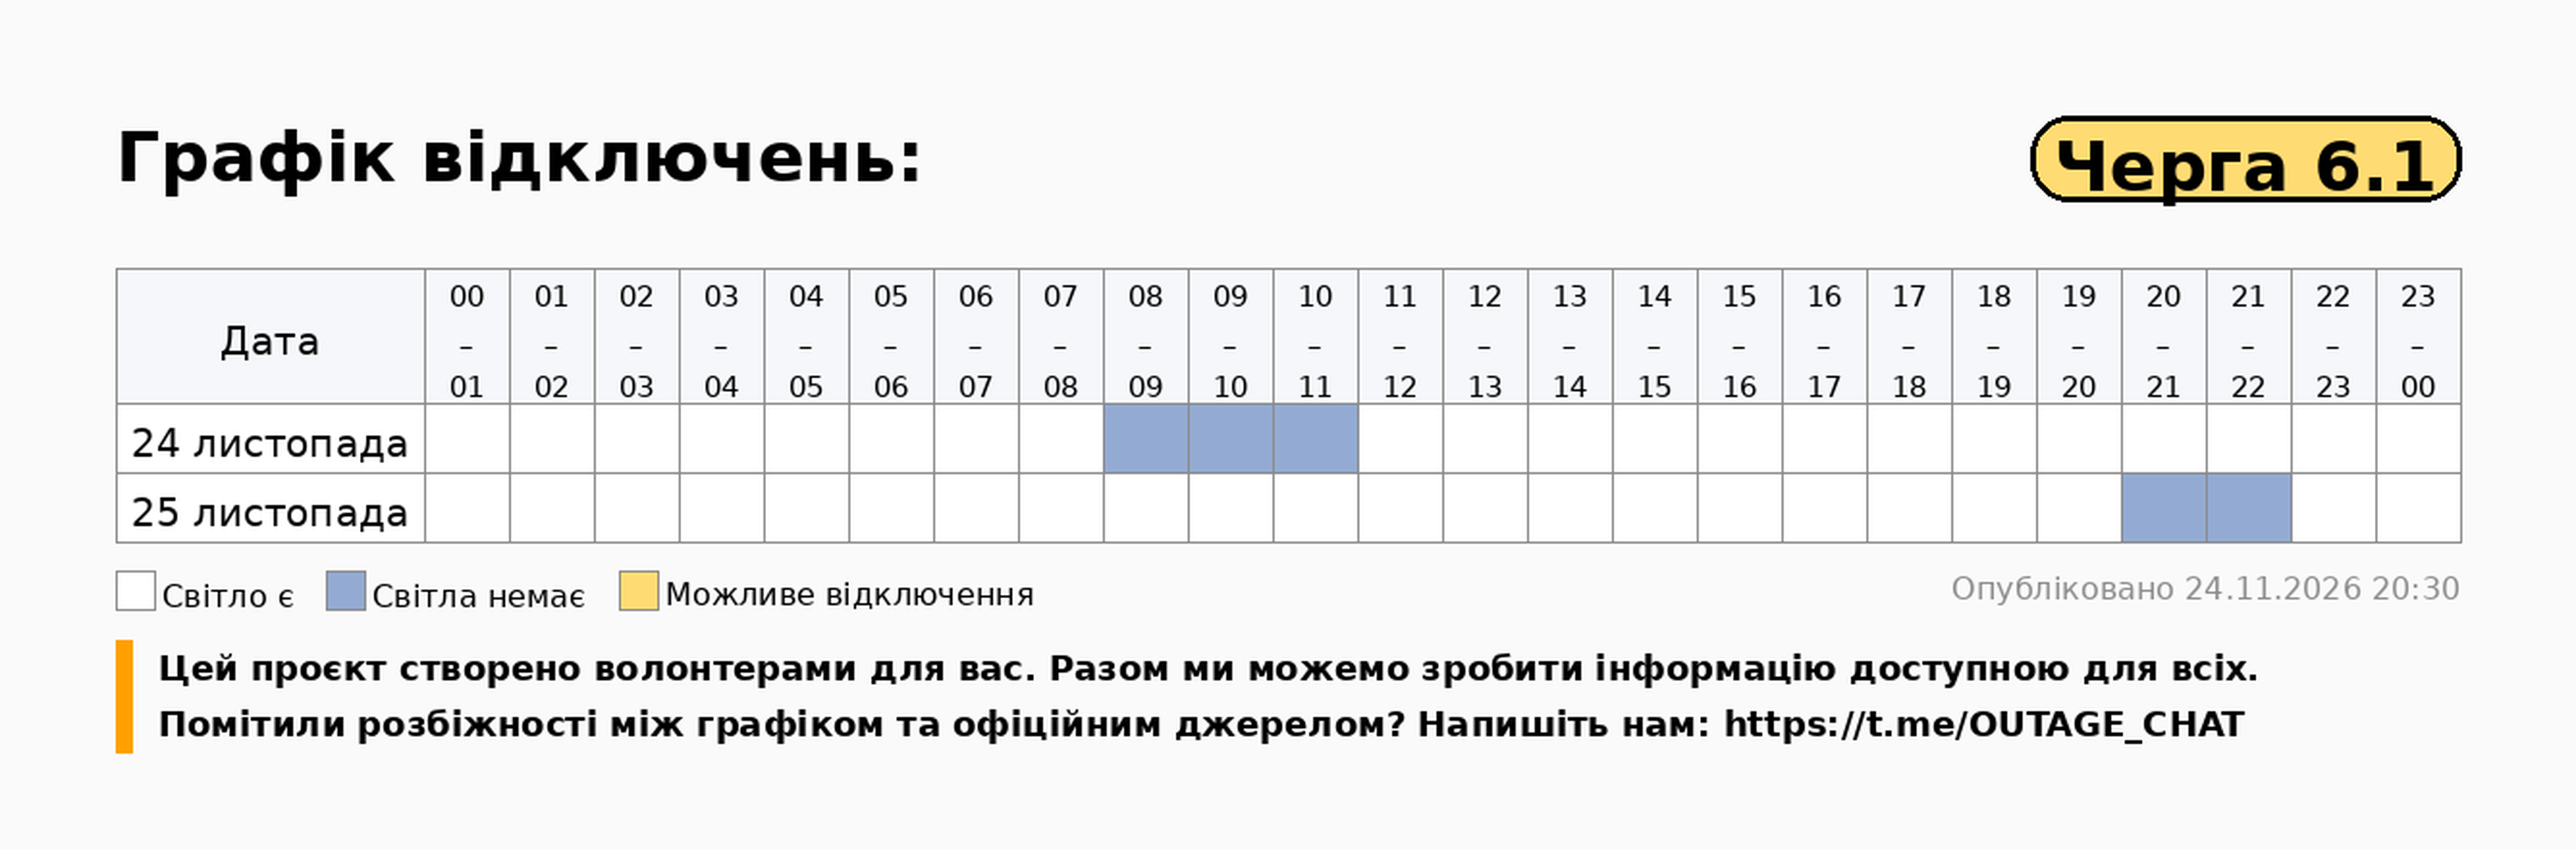 Графік відключень:
Черга 6.1
Дата 00 – 01 01 – 02 02 – 03 03 – 04 04 – 05 05 – 06 06 – 07 07 – 08 08 – 09 09 – 10 10 – 11 11 – 12 12 – 13 13 – 14 14 – 15 15 – 16 16 – 17 17 – 18 18 – 19 19 – 20 20 – 21 21 – 22 22 – 23 23 – 00
24 листопада
25 листопада
Світло є Світла немає Можливе відключення
Опубліковано 24.11.2026 20:30
Цей проєкт створено волонтерами для вас. Разом ми можемо зробити інформацію доступною для всіх.
Помітили розбіжності між графіком та офіційним джерелом? Напишіть нам: https://t.me/OUTAGE_CHAT